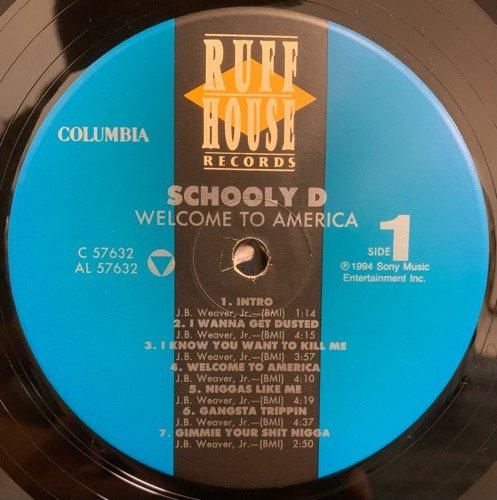 RUFF
HOUSE
RECORDS
COLUMBIA
SCHOOLY D
WELCOME TO AMERICA
C 57632
AL 57632
SIDE 1
℗ 1994 Sony Music
Entertainment Inc.
1. INTRO
J.B. Weaver, Jr.—(BMI) 1:14
2. I WANNA GET DUSTED
J.B. Weaver, Jr.—(BMI) 4:15
3. I KNOW YOU WANT TO KILL ME
J.B. Weaver, Jr.—(BMI) 3:57
4. WELCOME TO AMERICA
J.B. Weaver, Jr.—(BMI) 4:10
5. NIGGAS LIKE ME
J.B. Weaver, Jr.—(BMI) 4:19
6. GANGSTA TRIPPIN
J.B. Weaver, Jr.—(BMI) 4:37
7. GIMMIE YOUR SHIT NIGGA
J.B. Weaver, Jr.—(BMI) 2:50